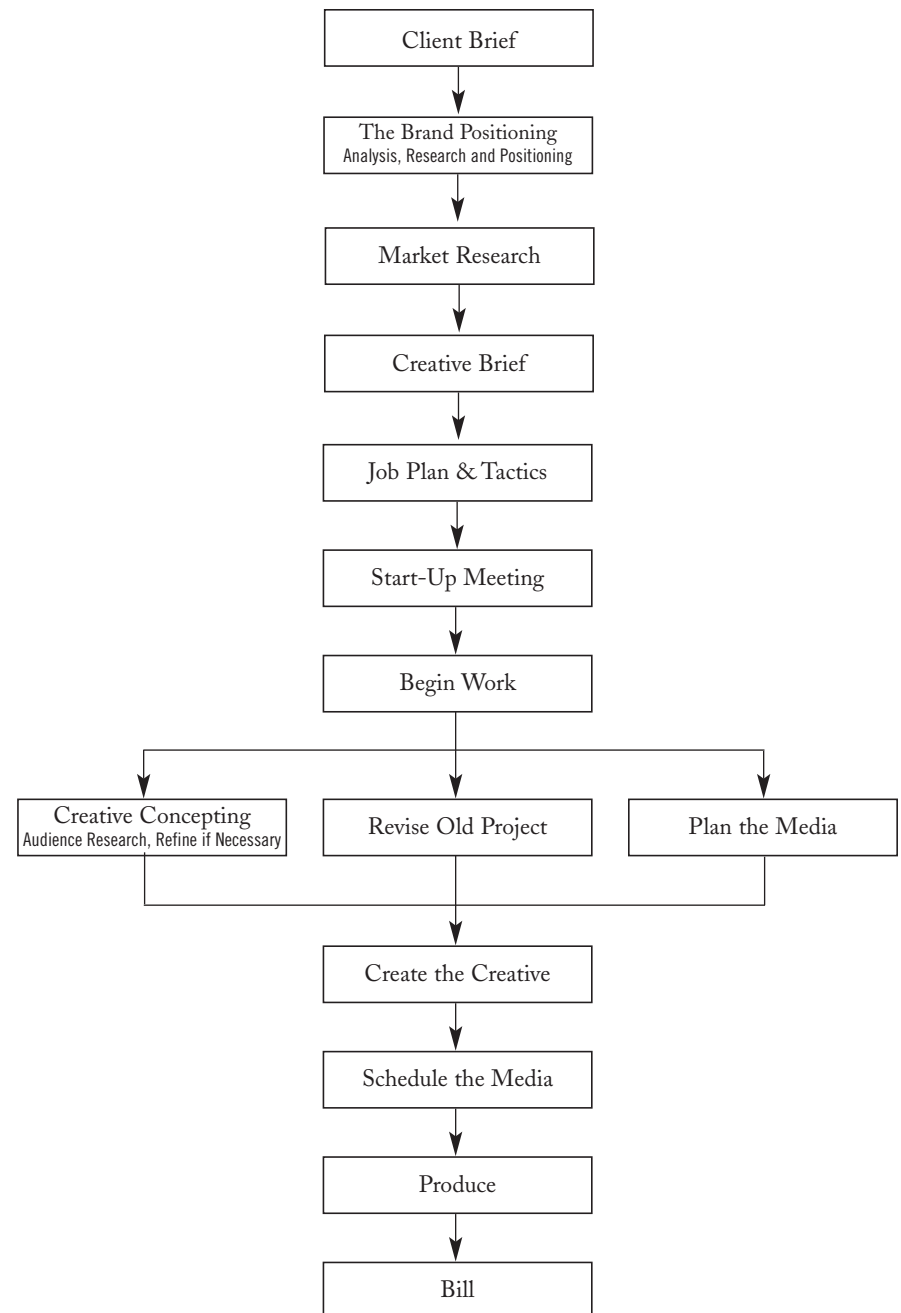 Client Brief
The Brand Positioning
Analysis, Research and Positioning
Market Research
Creative Brief
Job Plan & Tactics
Start-Up Meeting
Begin Work
Creative Concepting
Audience Research, Refine if Necessary
Revise Old Project
Plan the Media
Create the Creative
Schedule the Media
Produce
Bill